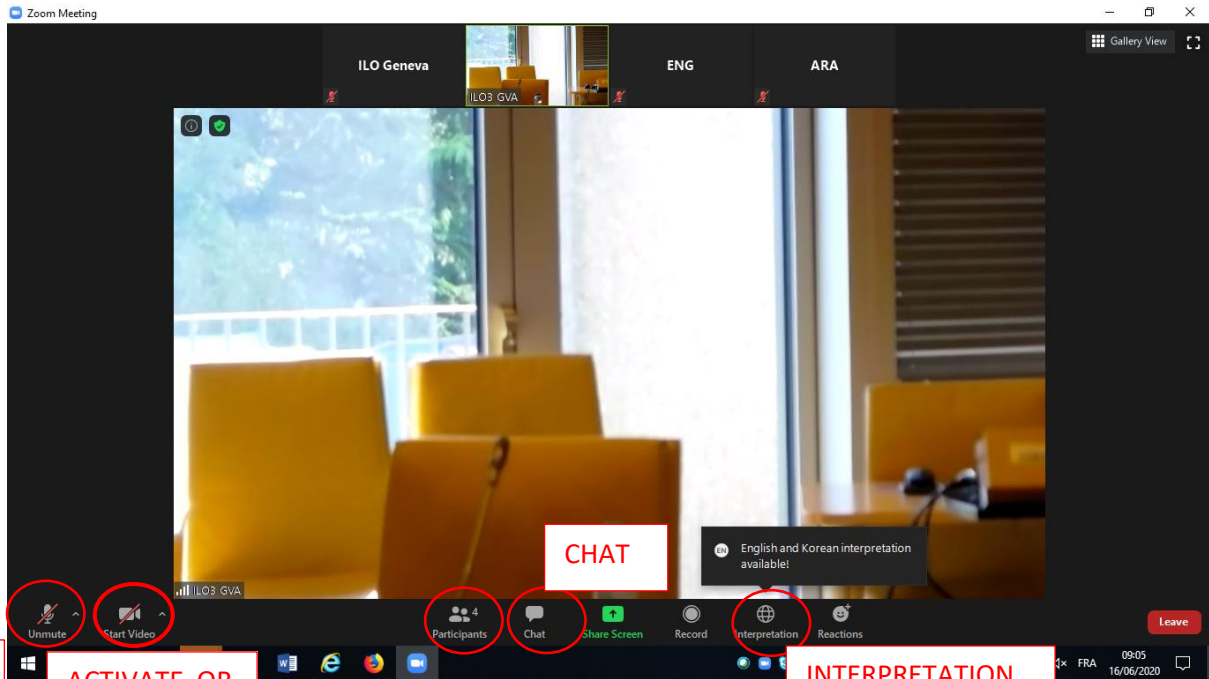 Zoom Meeting
Gallery View
ILO Geneva
ILO3 GVA
ENG
ARA
CHAT
EN
English and Korean interpretation
available!
ILO3 GVA
4
Unmute
Start Video
Participants
Chat
Share Screen
Record
Interpretation
Reactions
Leave
ACTIVATE OR
INTERPRETATION
FRA
09:05
16/06/2020